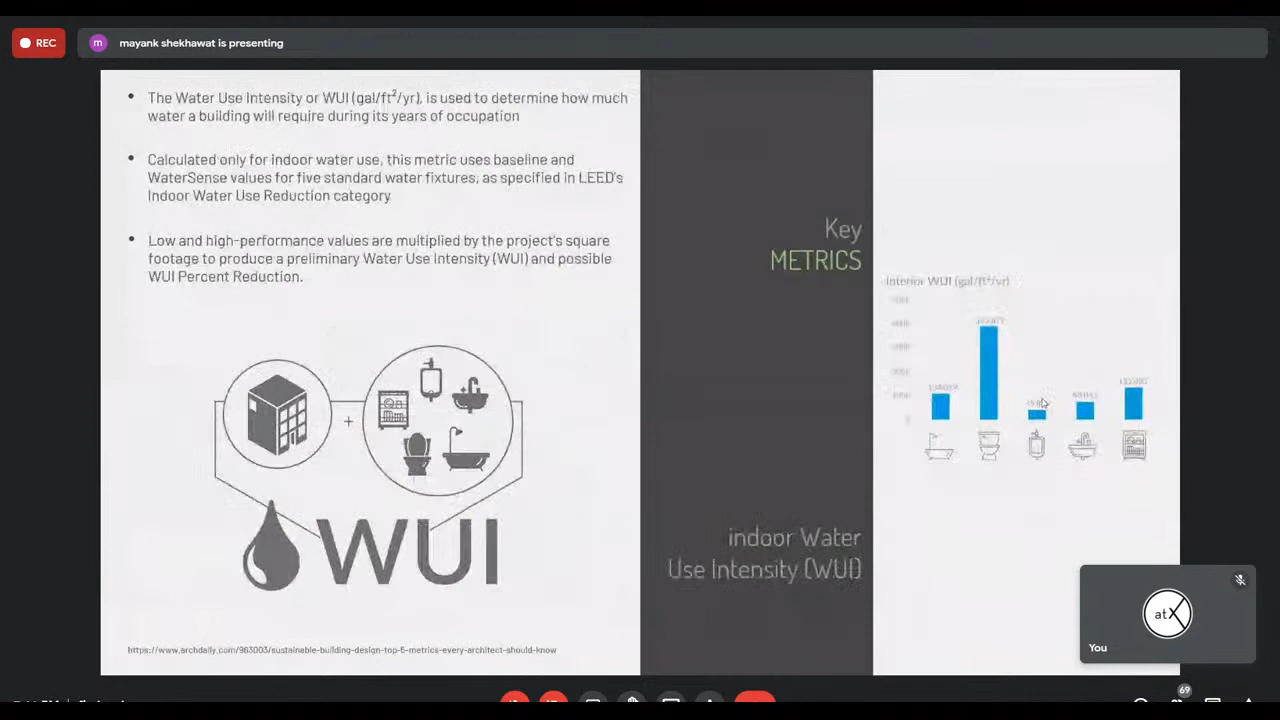 REC
m
mayank shekhawat is presenting
• The Water Use Intensity or WUI (gal/ft²/yr), is used to determine how much
water a building will require during its years of occupation
• Calculated only for indoor water use, this metric uses baseline and
WaterSense values for five standard water fixtures, as specified in LEED's
Indoor Water Use Reduction category
• Low and high-performance values are multiplied by the project's square
footage to produce a preliminary Water Use Intensity (WUI) and possible
WUI Percent Reduction.
+
WUI
https://www.archdaily.com/963003/sustainable-building-design-top-5-metrics-every-architect-should-know
Key
METRICS
indoor Water
Use Intensity (WUI)
Interior WUI (gal/ft²/yr)
atX
You
69